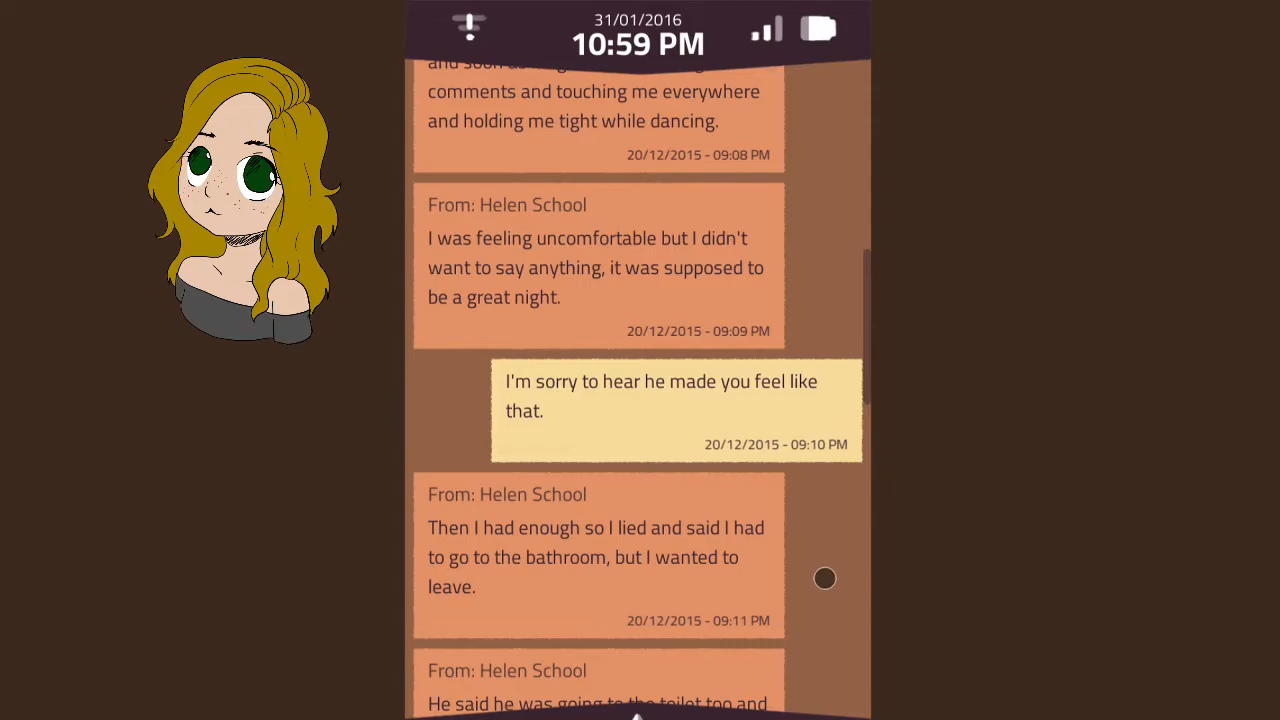 31/01/2016
10:59 PM
comments and touching me everywhere
and holding me tight while dancing.
20/12/2015 - 09:08 PM
From: Helen School
I was feeling uncomfortable but I didn't
want to say anything, it was supposed to
be a great night.
20/12/2015 - 09:09 PM
I'm sorry to hear he made you feel like
that.
20/12/2015 - 09:10 PM
From: Helen School
Then I had enough so I lied and said I had
to go to the bathroom, but I wanted to
leave.
20/12/2015 - 09:11 PM
From: Helen School
He said he was going to the toilet too and